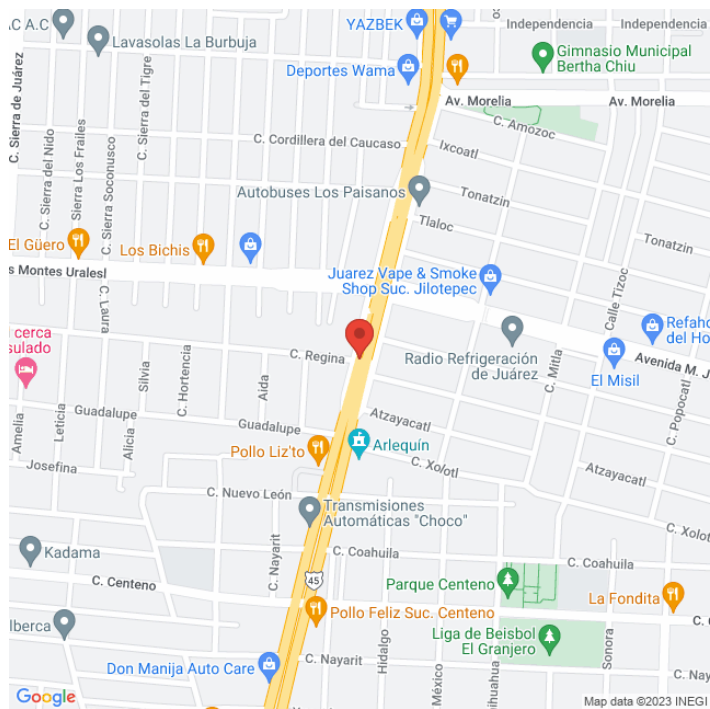 AC A.C
YAZBEK
Independencia
Independencia
Lavasolas La Burbuja
Gimnasio Municipal
Bertha Chiu
Deportes Wama
Av. Morelia
Av. Morelia
C. Sierra de Juárez
C. Sierra del Nido
Sierra Los Frailes
C. Sierra Soconusco
C. Sierra del Tigre
C. Cordillera del Caucaso
C. Amozoc
Ixcoatl
Autobuses Los Paisanos
Tonatzin
Tlaloc
Tonatzin
El Güero
Los Bichis
s Montes Uralesl
Juarez Vape & Smoke
Shop Suc. Jilotepec
Calle Tizoc
C. Laura
Refaho
del Ho
cerca
sulado
C. Regina
Radio Refrigeración
de Juárez
Avenida M. J
C. Mitla
El Misil
C. Popocatl
Silvia
C. Hortencia
Aida
Amelia
Leticia
Guadalupe
Alicia
Guadalupe
Atzayacatl
Josefina
Pollo Liz'to
Arlequín
C. Xolotl
Atzayacatl
C. Nuevo León
Transmisiones
Automáticas "Choco"
C. Xolot
Kadama
C. Nayarit
C. Coahuila
C. Coahuila
C. Centeno
45
Parque Centeno
La Fondita
Pollo Feliz Suc. Centeno
C. C
lberca
Hidalgo
Liga de Beisbol
El Granjero
Sonora
Don Manija Auto Care
C. Nayarit
México
ihuahua
C. Nay
Google
Map data ©2023 INEGI